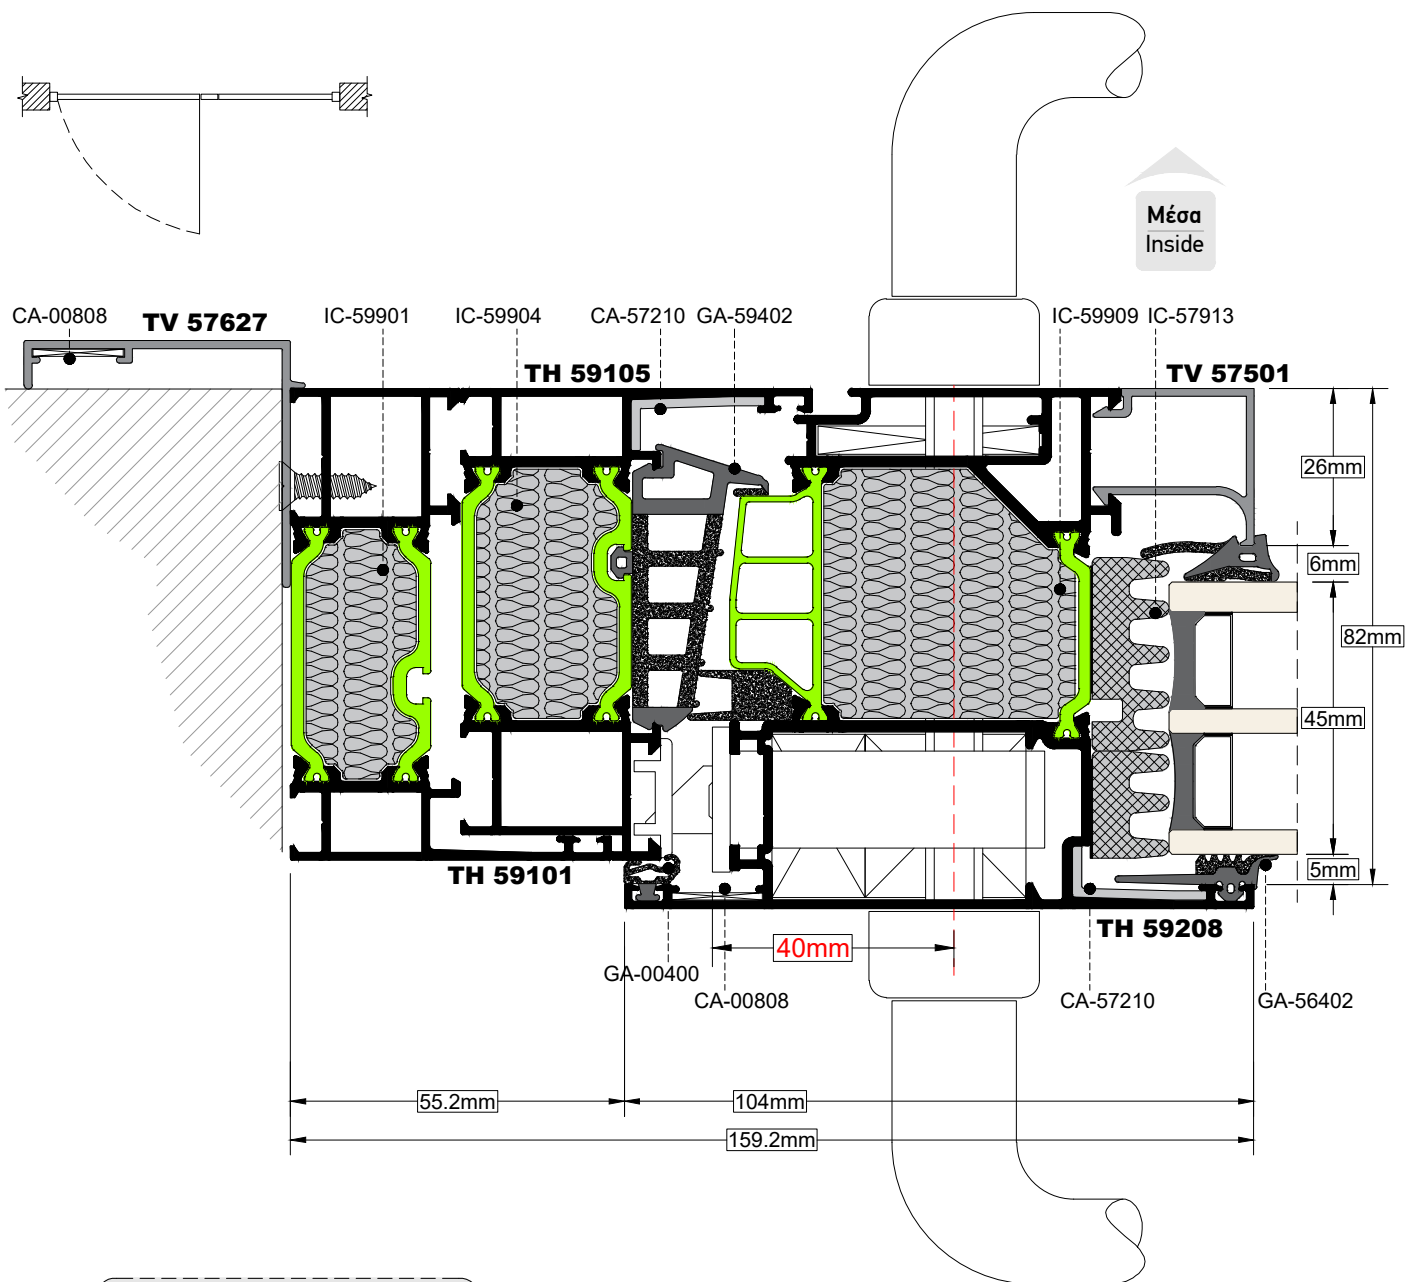 Μέσα
Inside
CA-00808
TV 57627
IC-59901
IC-59904
CA-57210
GA-59402
IC-59909
IC-57913
TH 59105
TV 57501
26mm
6mm
82mm
45mm
5mm
TH 59101
TH 59208
40mm
GA-00400
CA-00808
CA-57210
GA-56402
55.2mm
104mm
159.2mm